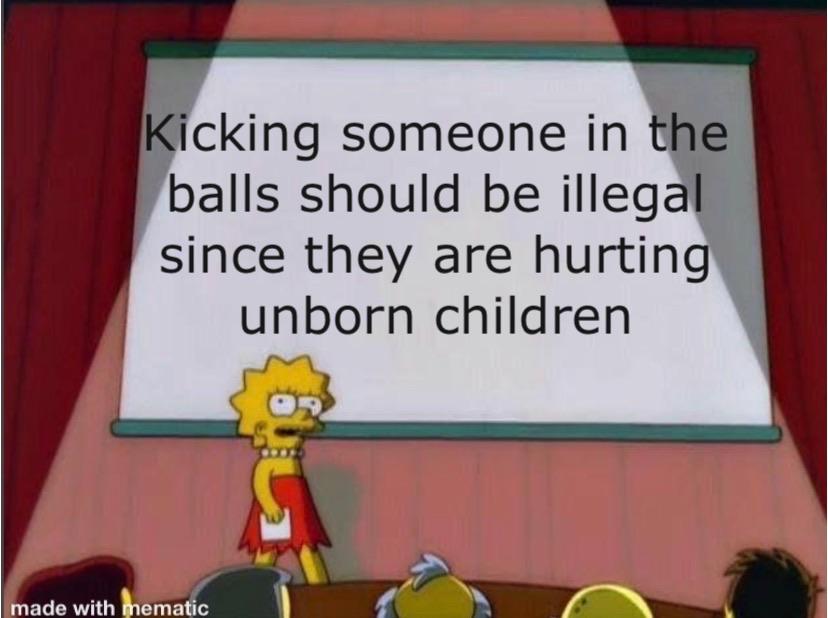 Kicking someone in the
balls should be illegal
since they are hurting
unborn children
made with mematic